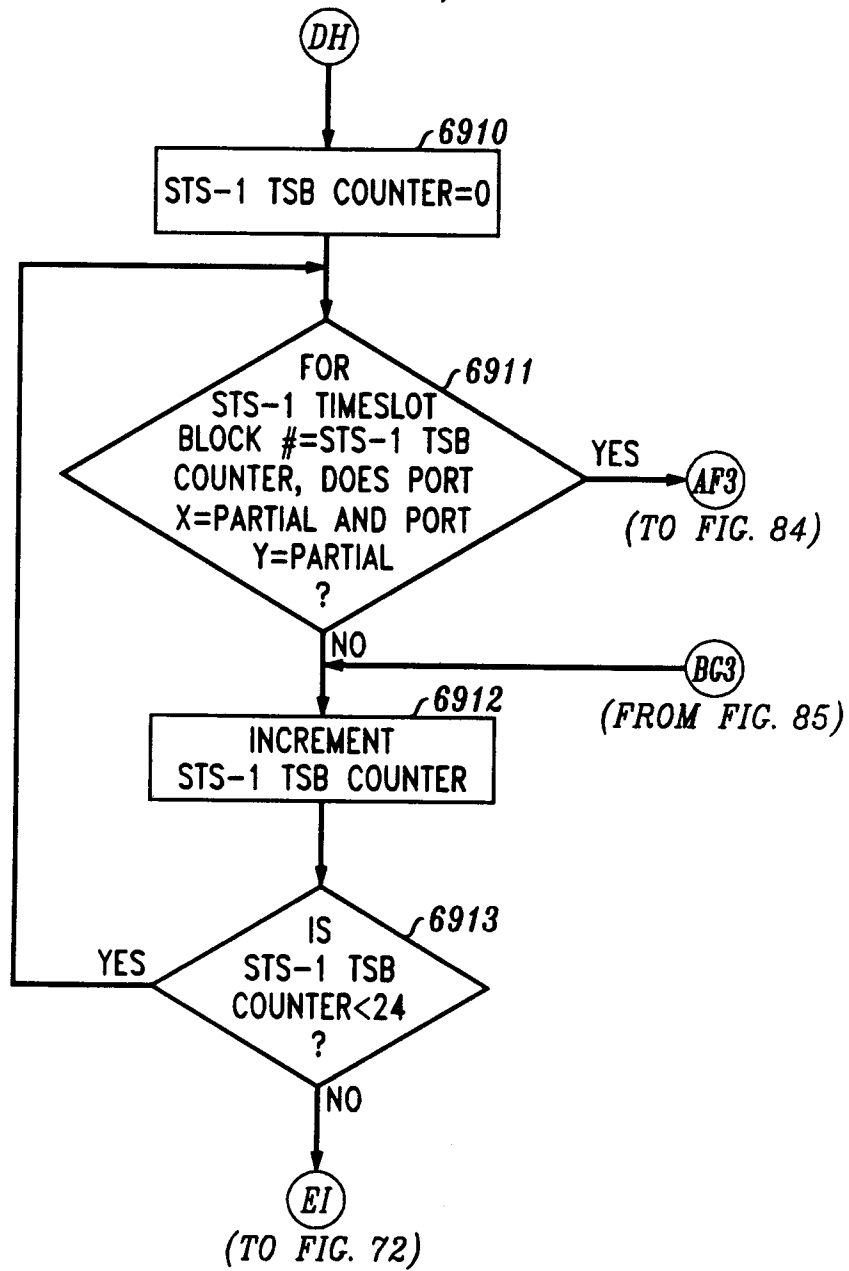 DH
6910
STS-1 TSB COUNTER=0
6911
FOR
STS-1 TIMESLOT
BLOCK #=STS-1 TSB
COUNTER, DOES PORT
X=PARTIAL AND PORT
Y=PARTIAL
?
YES
AF3
(TO FIG. 84)
NO
BG3
(FROM FIG. 85)
6912
INCREMENT
STS-1 TSB COUNTER
6913
IS
STS-1 TSB
COUNTER<24
?
YES
NO
EI
(TO FIG. 72)